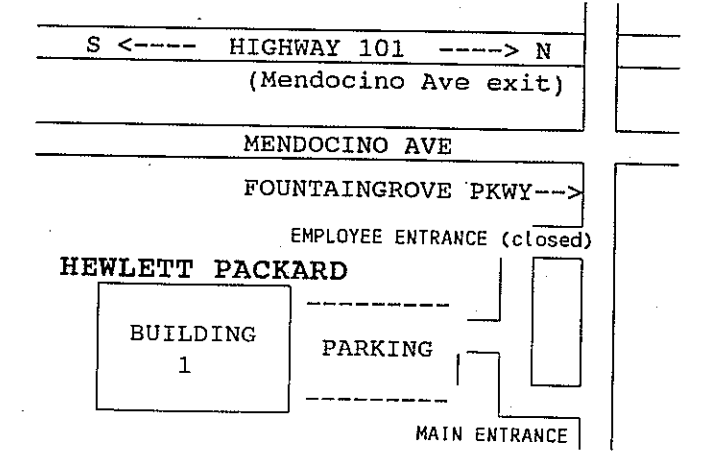 S <---- HIGHWAY 101 ----> N
(Mendocino Ave exit)
MENDOCINO AVE
FOUNTAINGROVE PKWY-->
EMPLOYEE ENTRANCE (closed)
HEWLETT PACKARD
BUILDING
1
PARKING
MAIN ENTRANCE